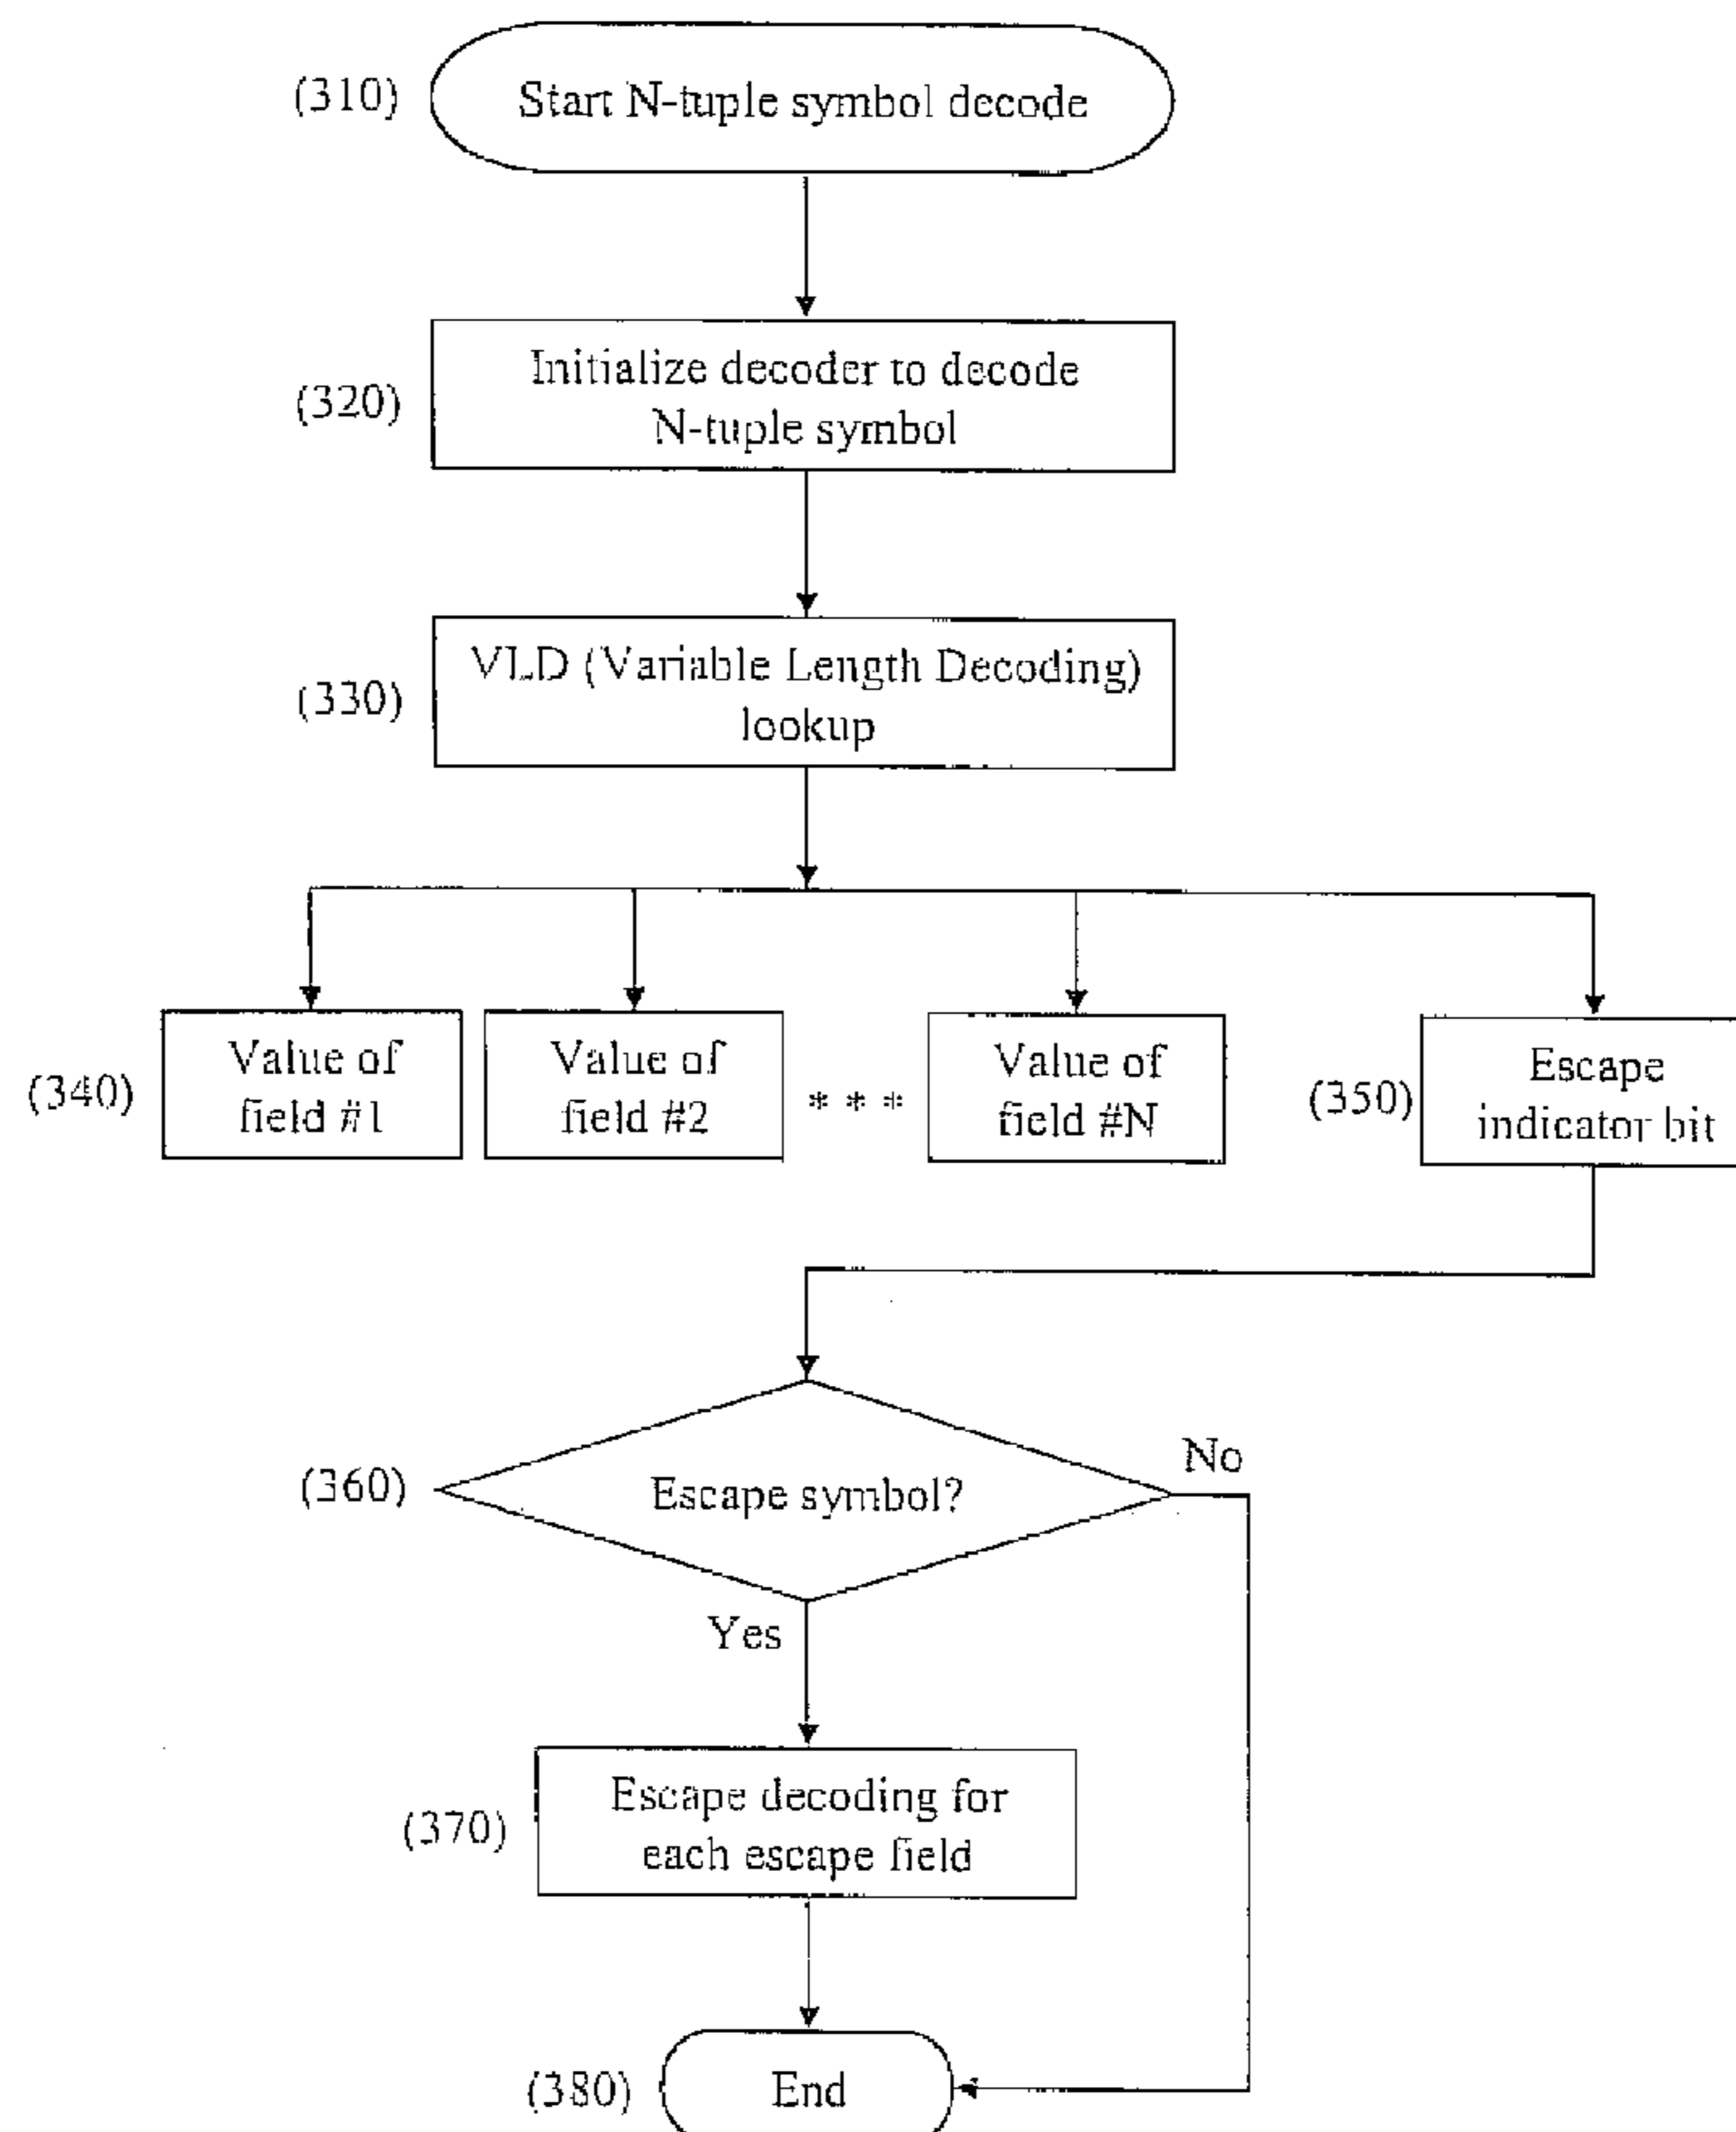 (310)
Start N-tuple symbol decode
(320)
Initialize decoder to decode
N-tuple symbol
(330)
VLD (Variable Length Decoding)
lookup
(340)
Value of
field #1
Value of
field #2
* * *
Value of
field #N
(350)
Escape
indicator bit
(360)
Escape symbol?
No
Yes
(370)
Escape decoding for
each escape field
(380)
End